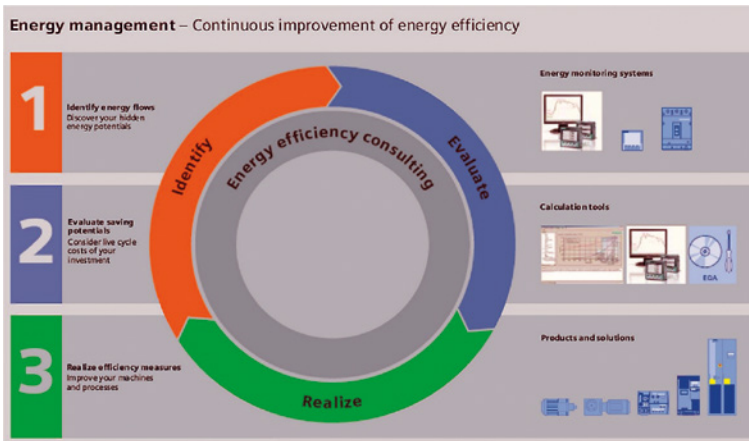 Energy management – Continuous improvement of energy efficiency
1
Identify energy flows
Discover your hidden
energy potentials
2
Evaluate saving
potentials
Consider live cycle
costs of your
investment
3
Realize efficiency measures
Improve your machines
and processes
Identify
Evaluate
Realize
Energy efficiency consulting
Energy monitoring systems
Calculation tools
EQA
Products and solutions